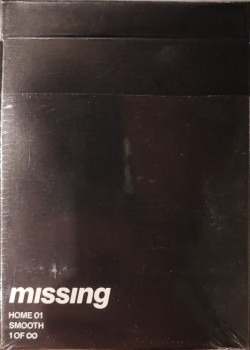 missing
HOME 01
SMOOTH
1 OF ∞